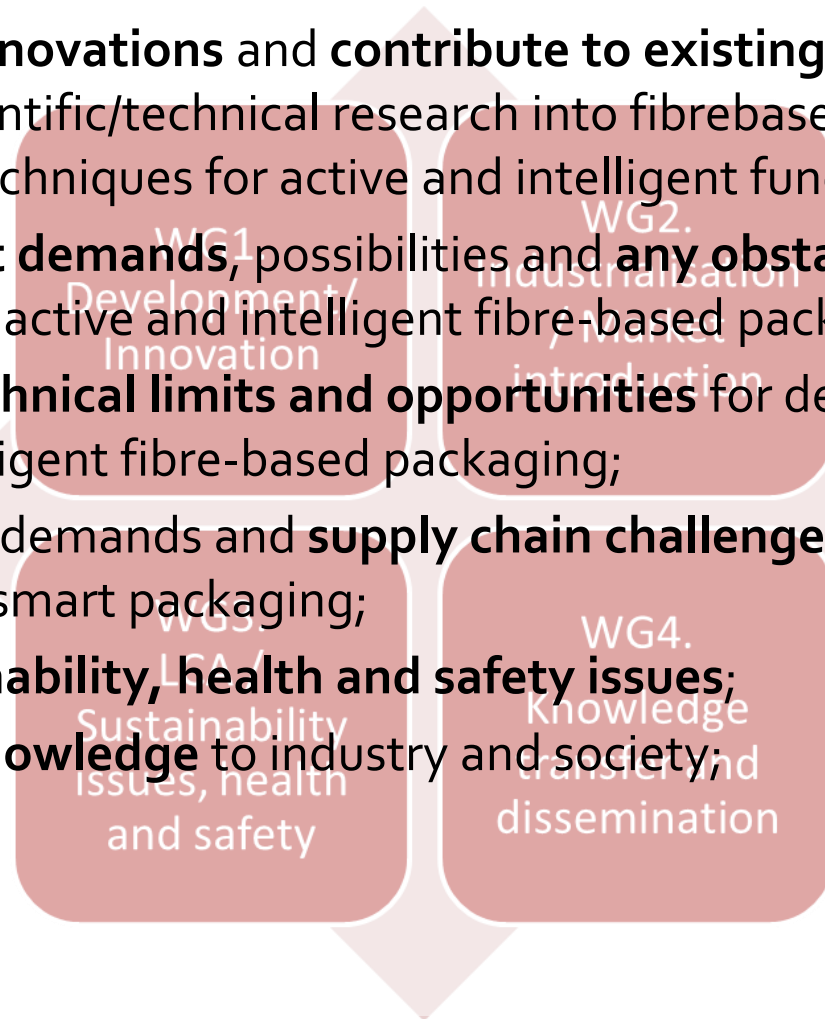 novations and contribute to existing
ntific/technical research into fibrebase
chniques for active and intelligent fun
t demands, possibilities and any obsta
active and intelligent fibre-based pack
hnical limits and opportunities for de
igent fibre-based packaging;
demands and supply chain challenge
smart packaging;
ability, health and safety issues;
owledge to industry and society;
WG1.
Development/
Innovation
WG2.
Industrialisation
/ Market
introduction
WG3.
LCA /
Sustainability
issues, health
and safety
WG4.
Knowledge
transfer and
dissemination